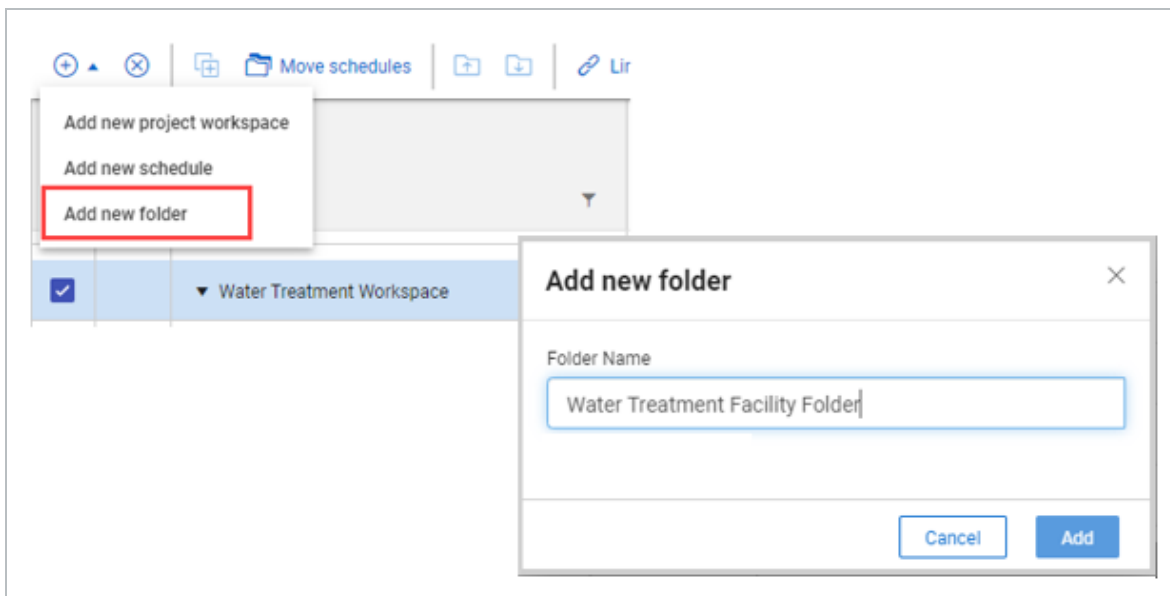 Move schedules Lir
Add new project workspace
Add new schedule
Add new folder
Water Treatment Workspace
Add new folder
Folder Name
Water Treatment Facility Folder
Cancel Add